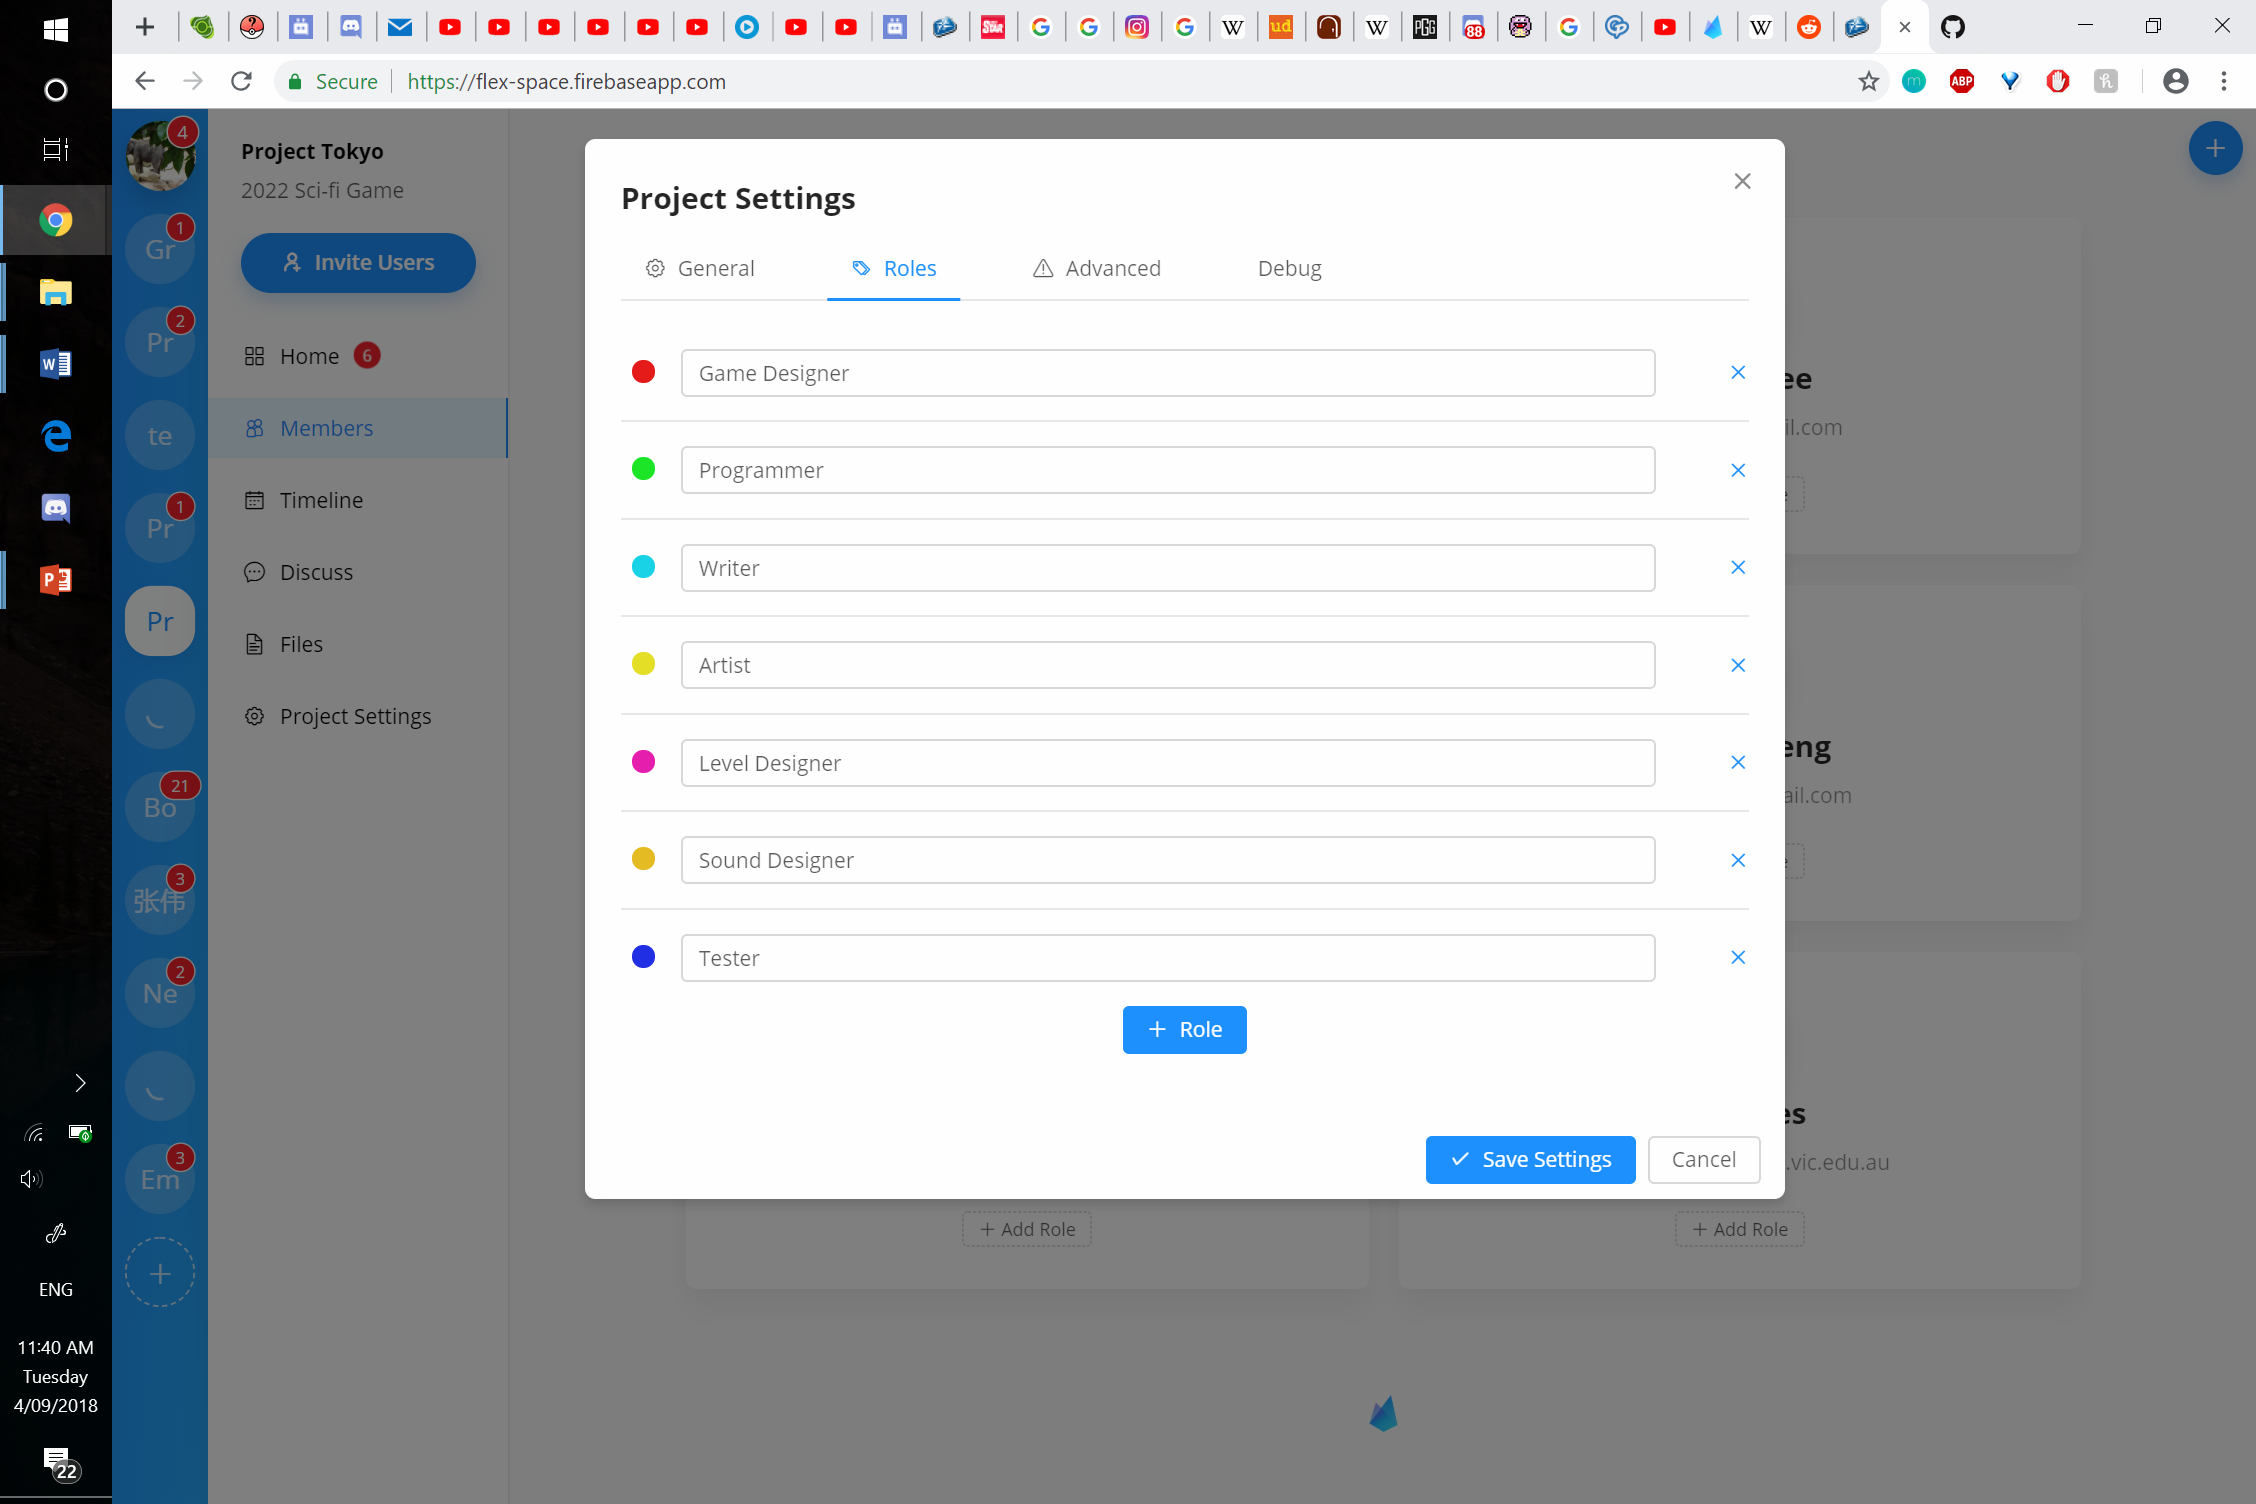 Secure
https://flex-space.firebaseapp.com
88
4
1
Gr
2
Pr
te
1
Pr
Pr
21
Bo
3
张伟
2
Ne
3
Em
Project Tokyo
2022 Sci-fi Game
Invite Users
Home 6
Members
Timeline
Discuss
Files
Project Settings
Project Settings
General Roles Advanced Debug
Game Designer
Programmer
Writer
Artist
Level Designer
Sound Designer
Tester
+ Role
Save Settings Cancel
ee
il.com
eng
ail.com
es
.vic.edu.au
+ Add Role + Add Role
ENG
11:40 AM
Tuesday
4/09/2018
22